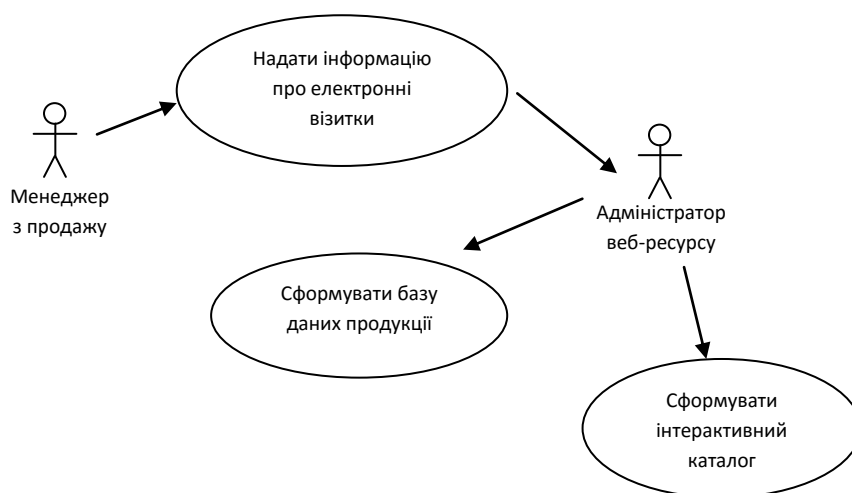 Надати інформацію
про електронні
візитки
Менеджер
з продажу
Адміністратор
веб-ресурсу
Сформувати базу
даних продукції
Сформувати
інтерактивний
каталог